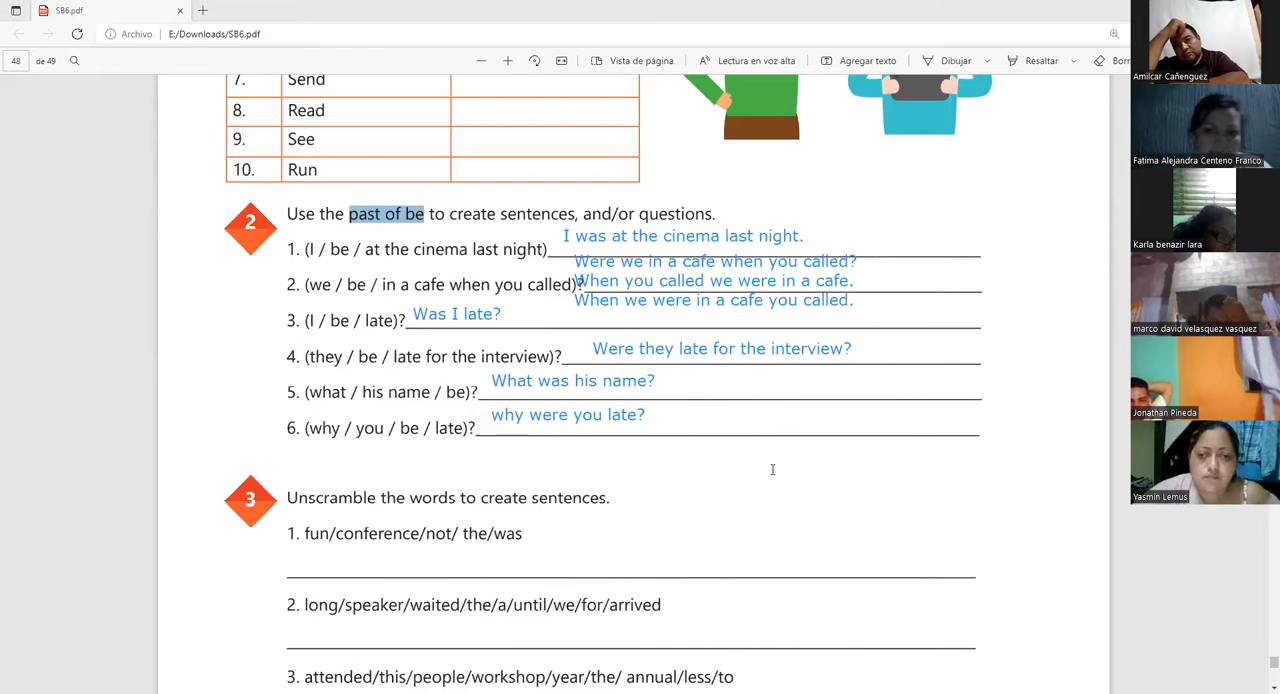 SB6.pdf
Archivo E:/Downloads/SB6.pdf
48 de 49 Vista de página Lectura en voz alta Agregar texto Dibujar Resaltar Borr
7. Send
8. Read
9. See
10. Run
2 Use the past of be to create sentences, and/or questions.
1. (I / be / at the cinema last night) I was at the cinema last night.
Were we in a cafe when you called?
2. (we / be / in a cafe when you called)? When you called we were in a cafe.
When we were in a cafe you called.
3. (I / be / late)? Was I late?
4. (they / be / late for the interview)? Were they late for the interview?
5. (what / his name / be)? What was his name?
6. (why / you / be / late)? why were you late?
3 Unscramble the words to create sentences.
1. fun/conference/not/ the/was
2. long/speaker/waited/the/a/until/we/for/arrived
3. attended/this/people/workshop/year/the/ annual/less/to
Amilcar Cañenguez
Fatima Alejandra Centeno Franco
Karla benazir lara
marco david velasquez vasquez
Jonathan Pineda
Yasmin Lemus